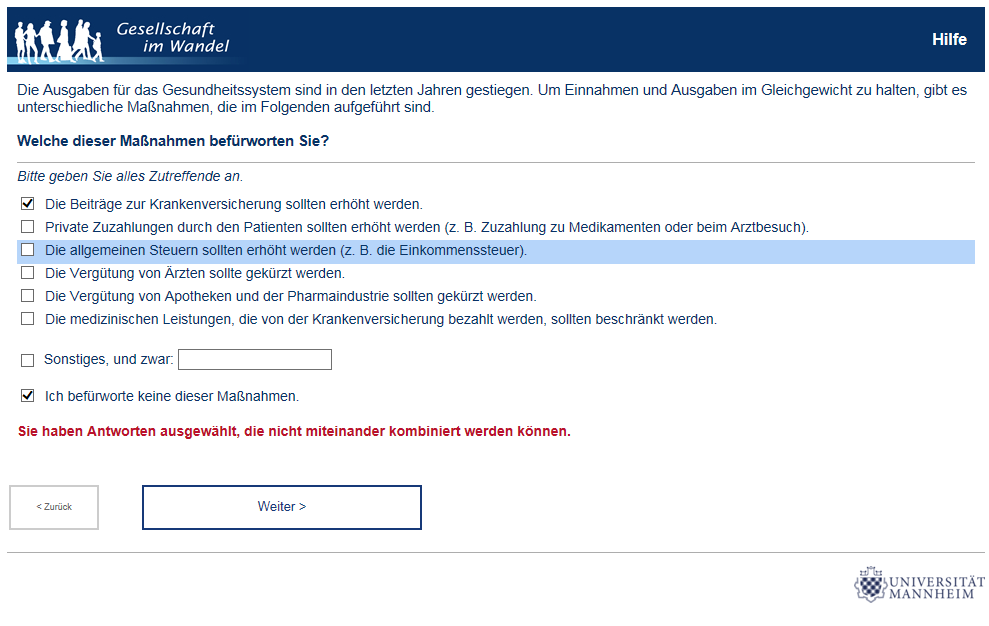 Gesellschaft
im Wandel
Hilfe
Die Ausgaben für das Gesundheitssystem sind in den letzten Jahren gestiegen. Um Einnahmen und Ausgaben im Gleichgewicht zu halten, gibt es
unterschiedliche Maßnahmen, die im Folgenden aufgeführt sind.
Welche dieser Maßnahmen befürworten Sie?
Bitte geben Sie alles Zutreffende an.
Die Beiträge zur Krankenversicherung sollten erhöht werden.
Private Zuzahlungen durch den Patienten sollten erhöht werden (z. B. Zuzahlung zu Medikamenten oder beim Arztbesuch).
Die allgemeinen Steuern sollten erhöht werden (z. B. die Einkommenssteuer).
Die Vergütung von Ärzten sollte gekürzt werden.
Die Vergütung von Apotheken und der Pharmaindustrie sollten gekürzt werden.
Die medizinischen Leistungen, die von der Krankenversicherung bezahlt werden, sollten beschränkt werden.
Sonstiges, und zwar:
Ich befürworte keine dieser Maßnahmen.
Sie haben Antworten ausgewählt, die nicht miteinander kombiniert werden können.
< Zurück
Weiter >
UNIVERSITÄT
MANNHEIM